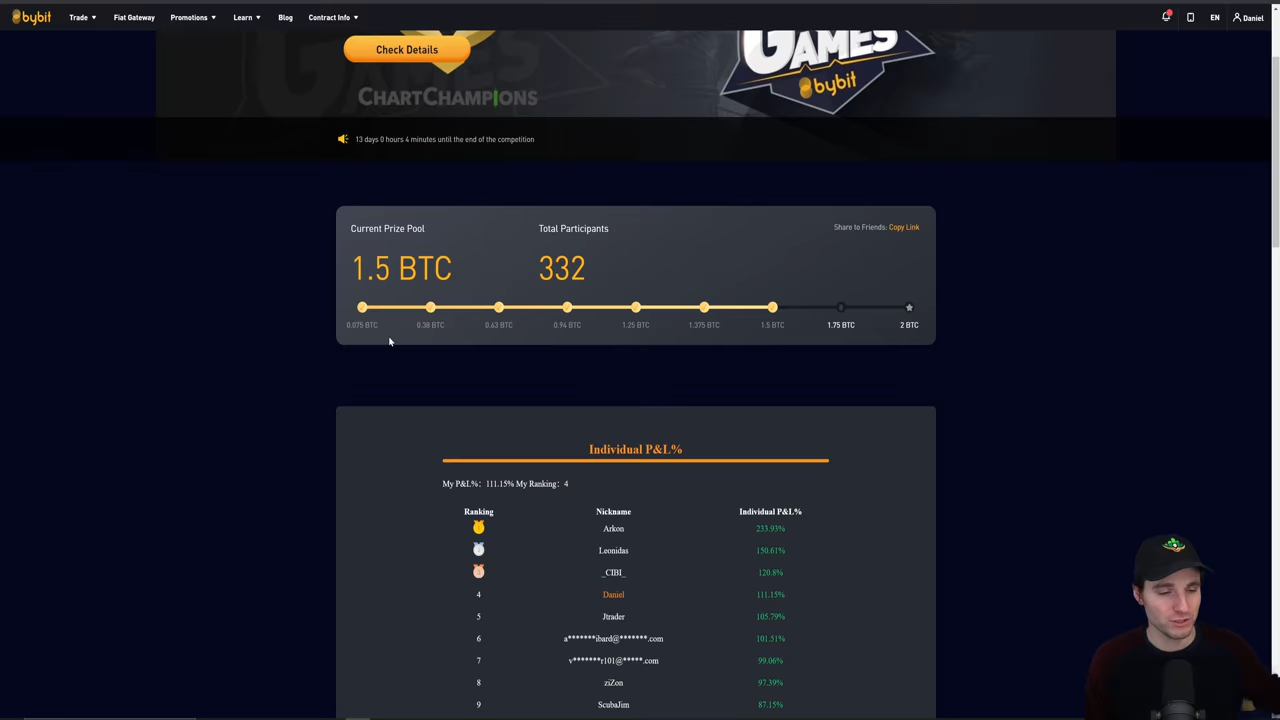 bybit Trade Fiat Gateway Promotions Learn Blog Contact Info EN Daniel
GAMES
Check Details
bybit
CHARTCHAMPIONS
13 days 0 hours 4 minutes until the end of the competition
Current Prize Pool Total Participants Share to Friends: Copy Link
1.5 BTC 332
0.075 BTC 0.38 BTC 0.63 BTC 0.94 BTC 1.25 BTC 1.375 BTC 1.5 BTC 1.75 BTC 2 BTC
Individual P&L%
My P&L%: 111.15% My Ranking: 4
Ranking Nickname Individual P&L%
Arkon 233.93%
Leonidas 150.61%
_CIBI_ 120.8%
4 Daniel 111.15%
5 Jtrader 105.79%
6 a*******ibard@*******.com 101.51%
7 v*******r101@*****.com 99.06%
8 ziZon 97.39%
9 ScubaJim 87.15%